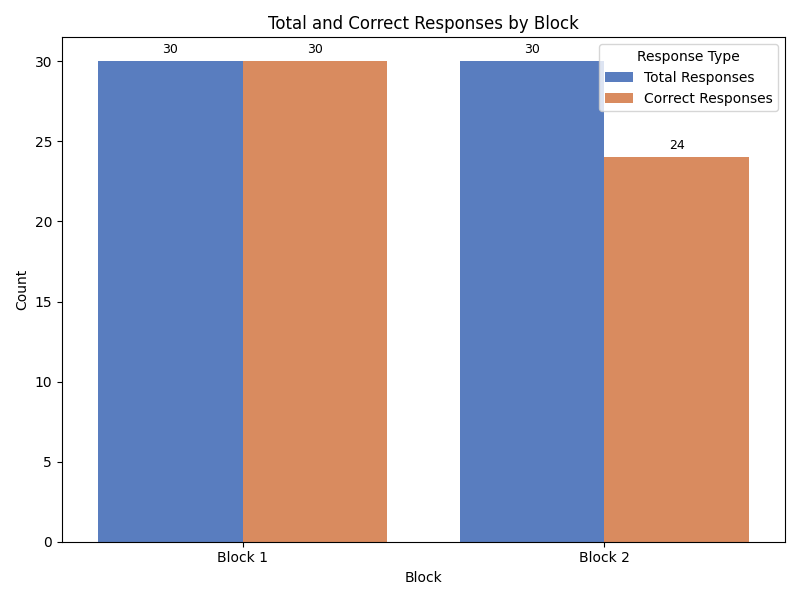 Total and Correct Responses by Block
30
30
30
24
Response Type
Total Responses
Correct Responses
Count
30
25
20
15
10
5
0
Block 1
Block 2
Block